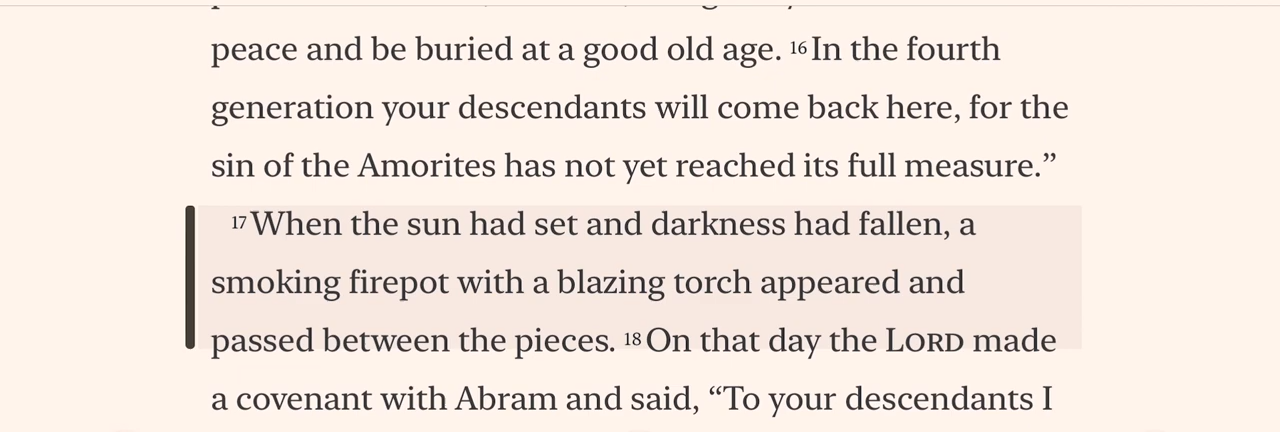 peace and be buried at a good old age. 16 In the fourth
generation your descendants will come back here, for the
sin of the Amorites has not yet reached its full measure.”
17 When the sun had set and darkness had fallen, a
smoking firepot with a blazing torch appeared and
passed between the pieces. 18 On that day the LORD made
a covenant with Abram and said, “To your descendants I